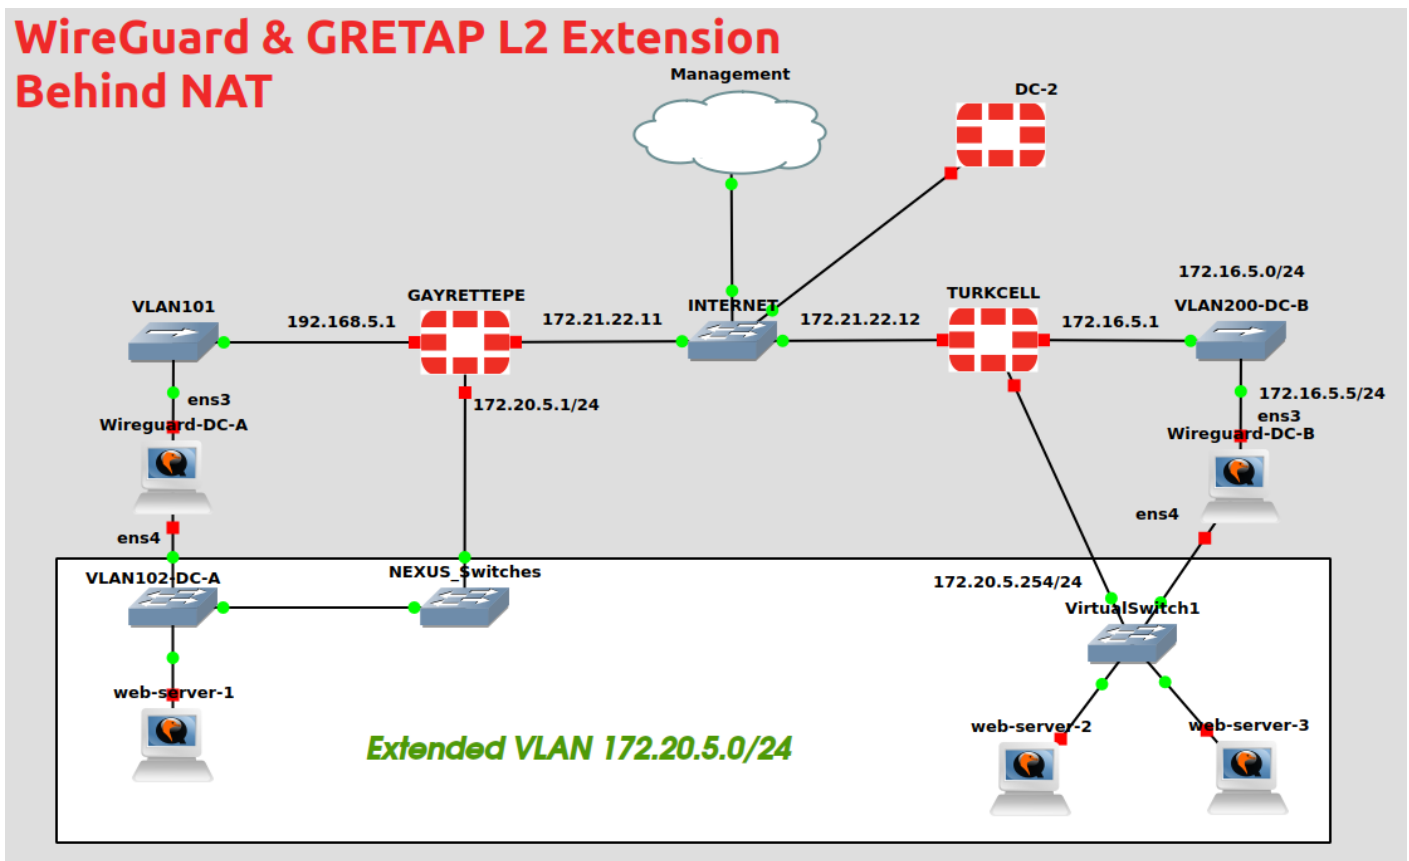 WireGuard & GRETAP L2 Extension
Behind NAT
Management
DC-2
172.16.5.0/24
VLAN101
GAYRETTEPE
INTERNET
TURKCELL
VLAN200-DC-B
192.168.5.1
172.21.22.11
172.21.22.12
172.16.5.1
ens3
172.20.5.1/24
172.16.5.5/24
ens3
Wireguard-DC-A
Wireguard-DC-B
ens4
ens4
VLAN102-DC-A
NEXUS_Switches
172.20.5.254/24
VirtualSwitch1
web-server-1
web-server-2
web-server-3
Extended VLAN 172.20.5.0/24